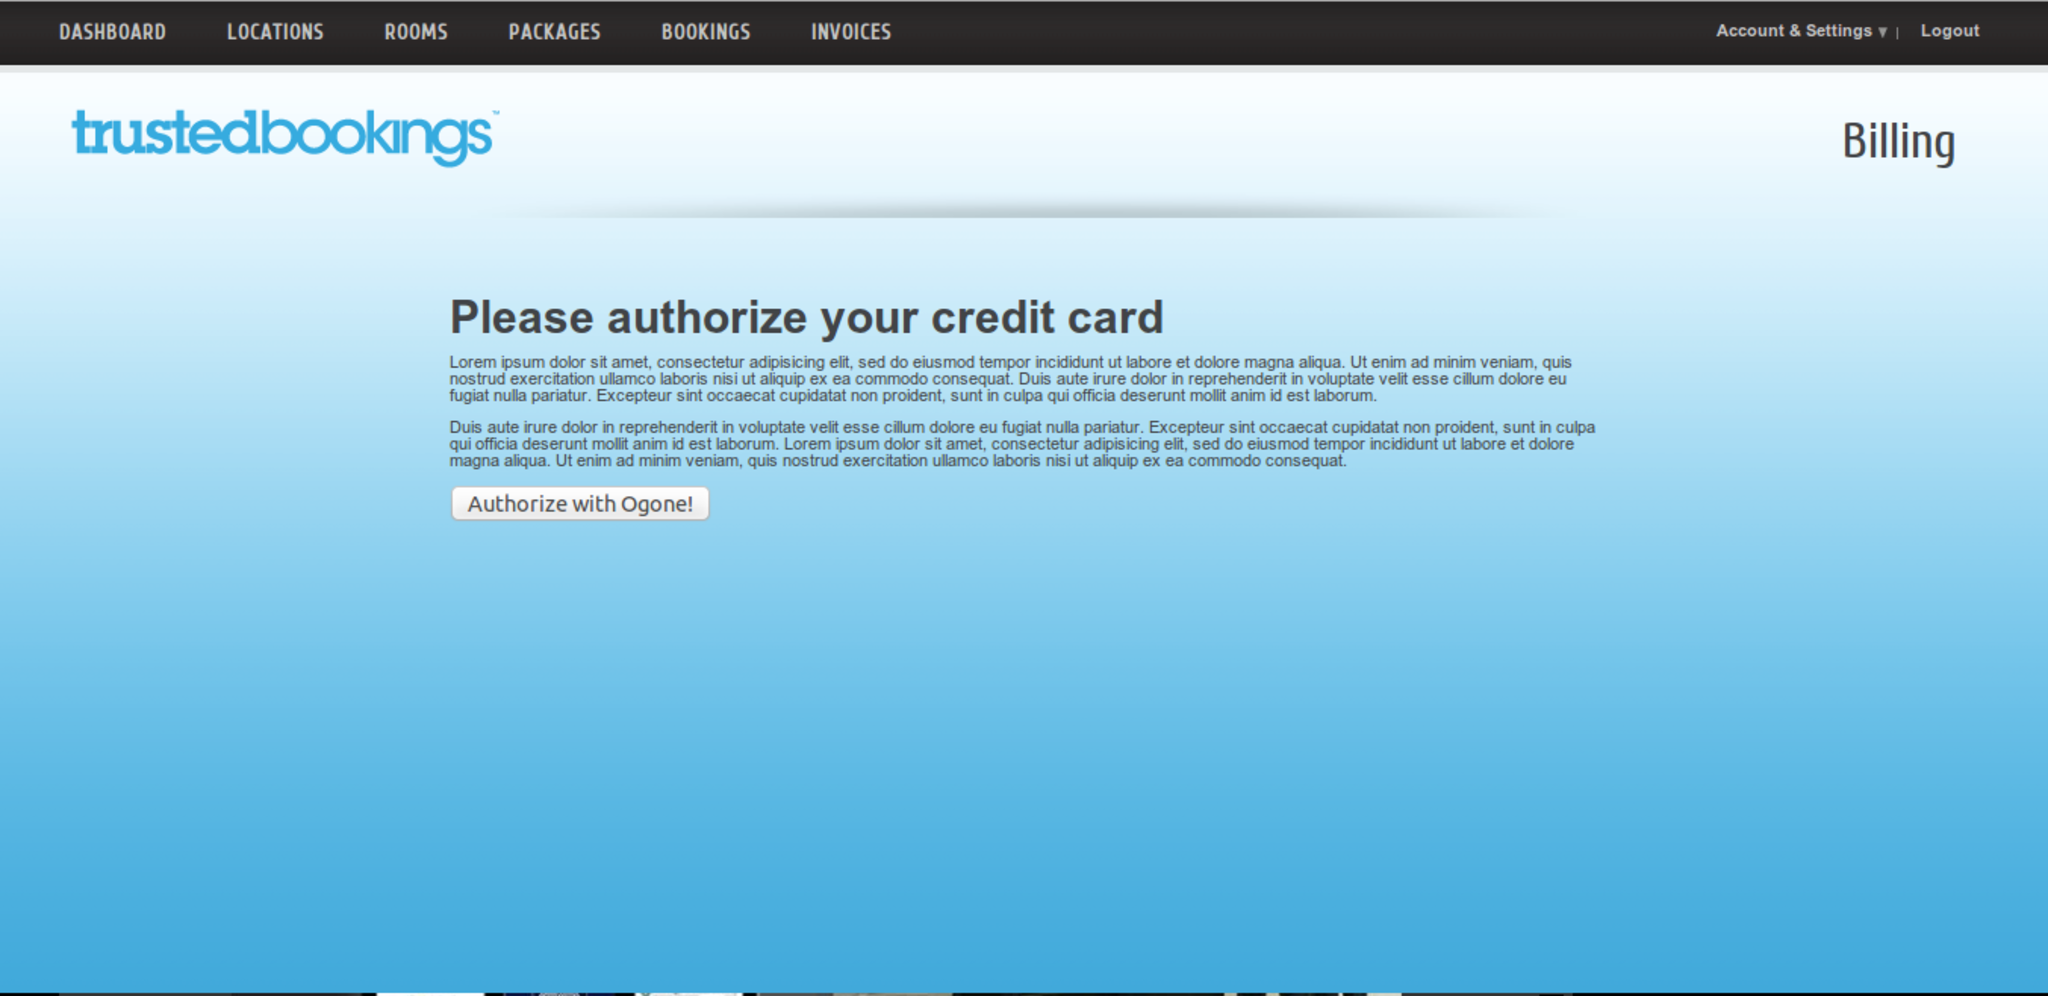 DASHBOARD LOCATIONS ROOMS PACKAGES BOOKINGS INVOICES Account & Settings ▼ | Logout
trustedbookings™
Billing
Please authorize your credit card
Lorem ipsum dolor sit amet, consectetur adipisicing elit, sed do eiusmod tempor incididunt ut labore et dolore magna aliqua. Ut enim ad minim veniam, quis
nostrud exercitation ullamco laboris nisi ut aliquip ex ea commodo consequat. Duis aute irure dolor in reprehenderit in voluptate velit esse cillum dolore eu
fugiat nulla pariatur. Excepteur sint occaecat cupidatat non proident, sunt in culpa qui officia deserunt mollit anim id est laborum.
Duis aute irure dolor in reprehenderit in voluptate velit esse cillum dolore eu fugiat nulla pariatur. Excepteur sint occaecat cupidatat non proident, sunt in culpa
qui officia deserunt mollit anim id est laborum. Lorem ipsum dolor sit amet, consectetur adipisicing elit, sed do eiusmod tempor incididunt ut labore et dolore
magna aliqua. Ut enim ad minim veniam, quis nostrud exercitation ullamco laboris nisi ut aliquip ex ea commodo consequat.
Authorize with Ogone!